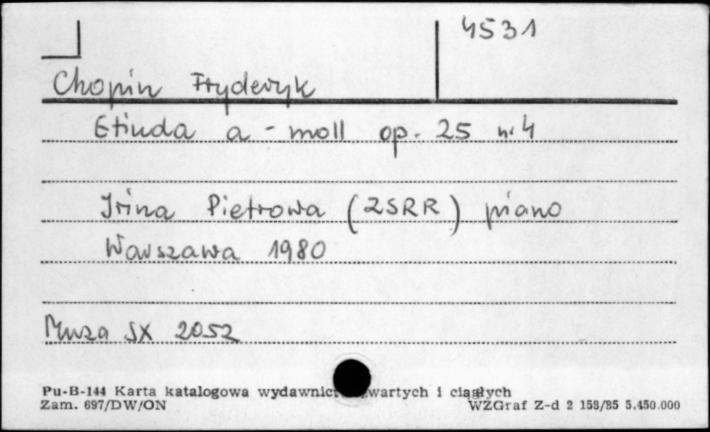 4531
Chopin Fryderyk
Etiuda a-moll op. 25 nr 4
Irina Pietrowa (ZSRR) piano
Warszawa 1980
Muza SX 2052
Pu-B-144 Karta katalogowa wydawnic wartych i ciągłych
Zam. 697/DW/ON WZGraf Z-d 2 158/85 5.450.000